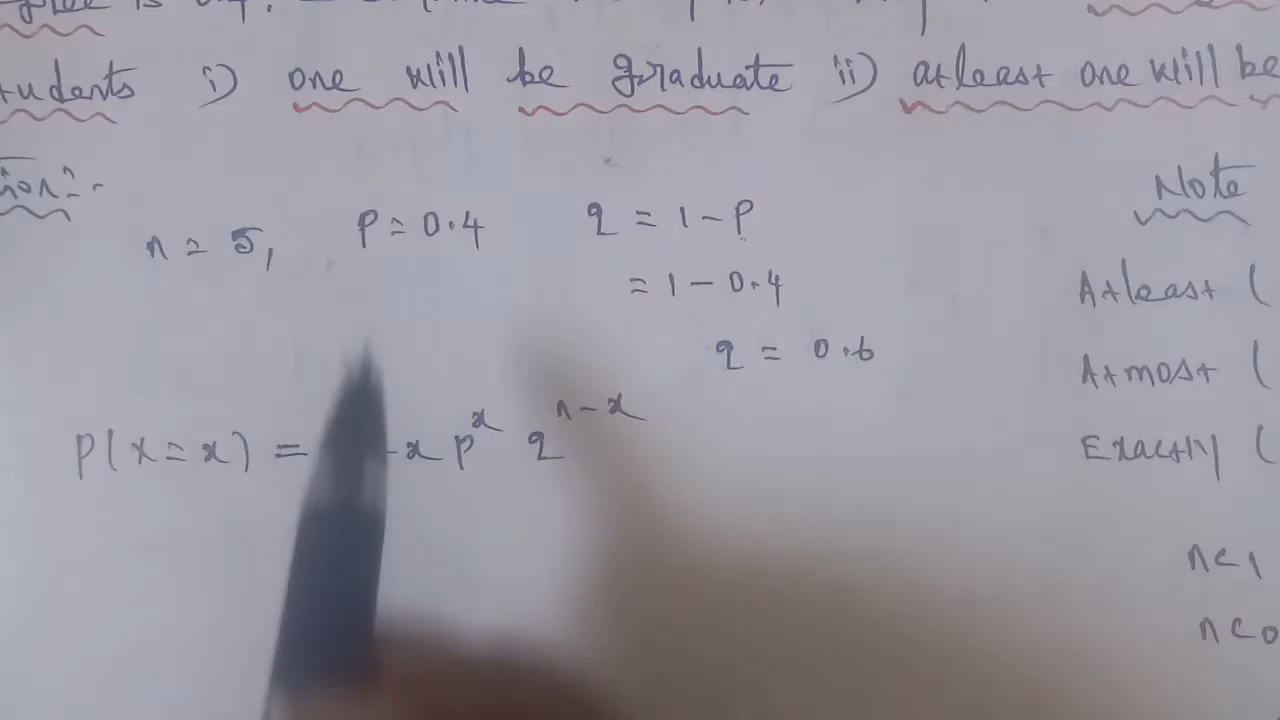 students i) one will be graduate ii) atleast one will be
Note
n = 5, p = 0.4 q = 1 - p
= 1 - 0.4
Atleast (
q = 0.6
Atmost (
P(x = x) = x p^x q^n-x
Exactly (
nc1
nc0